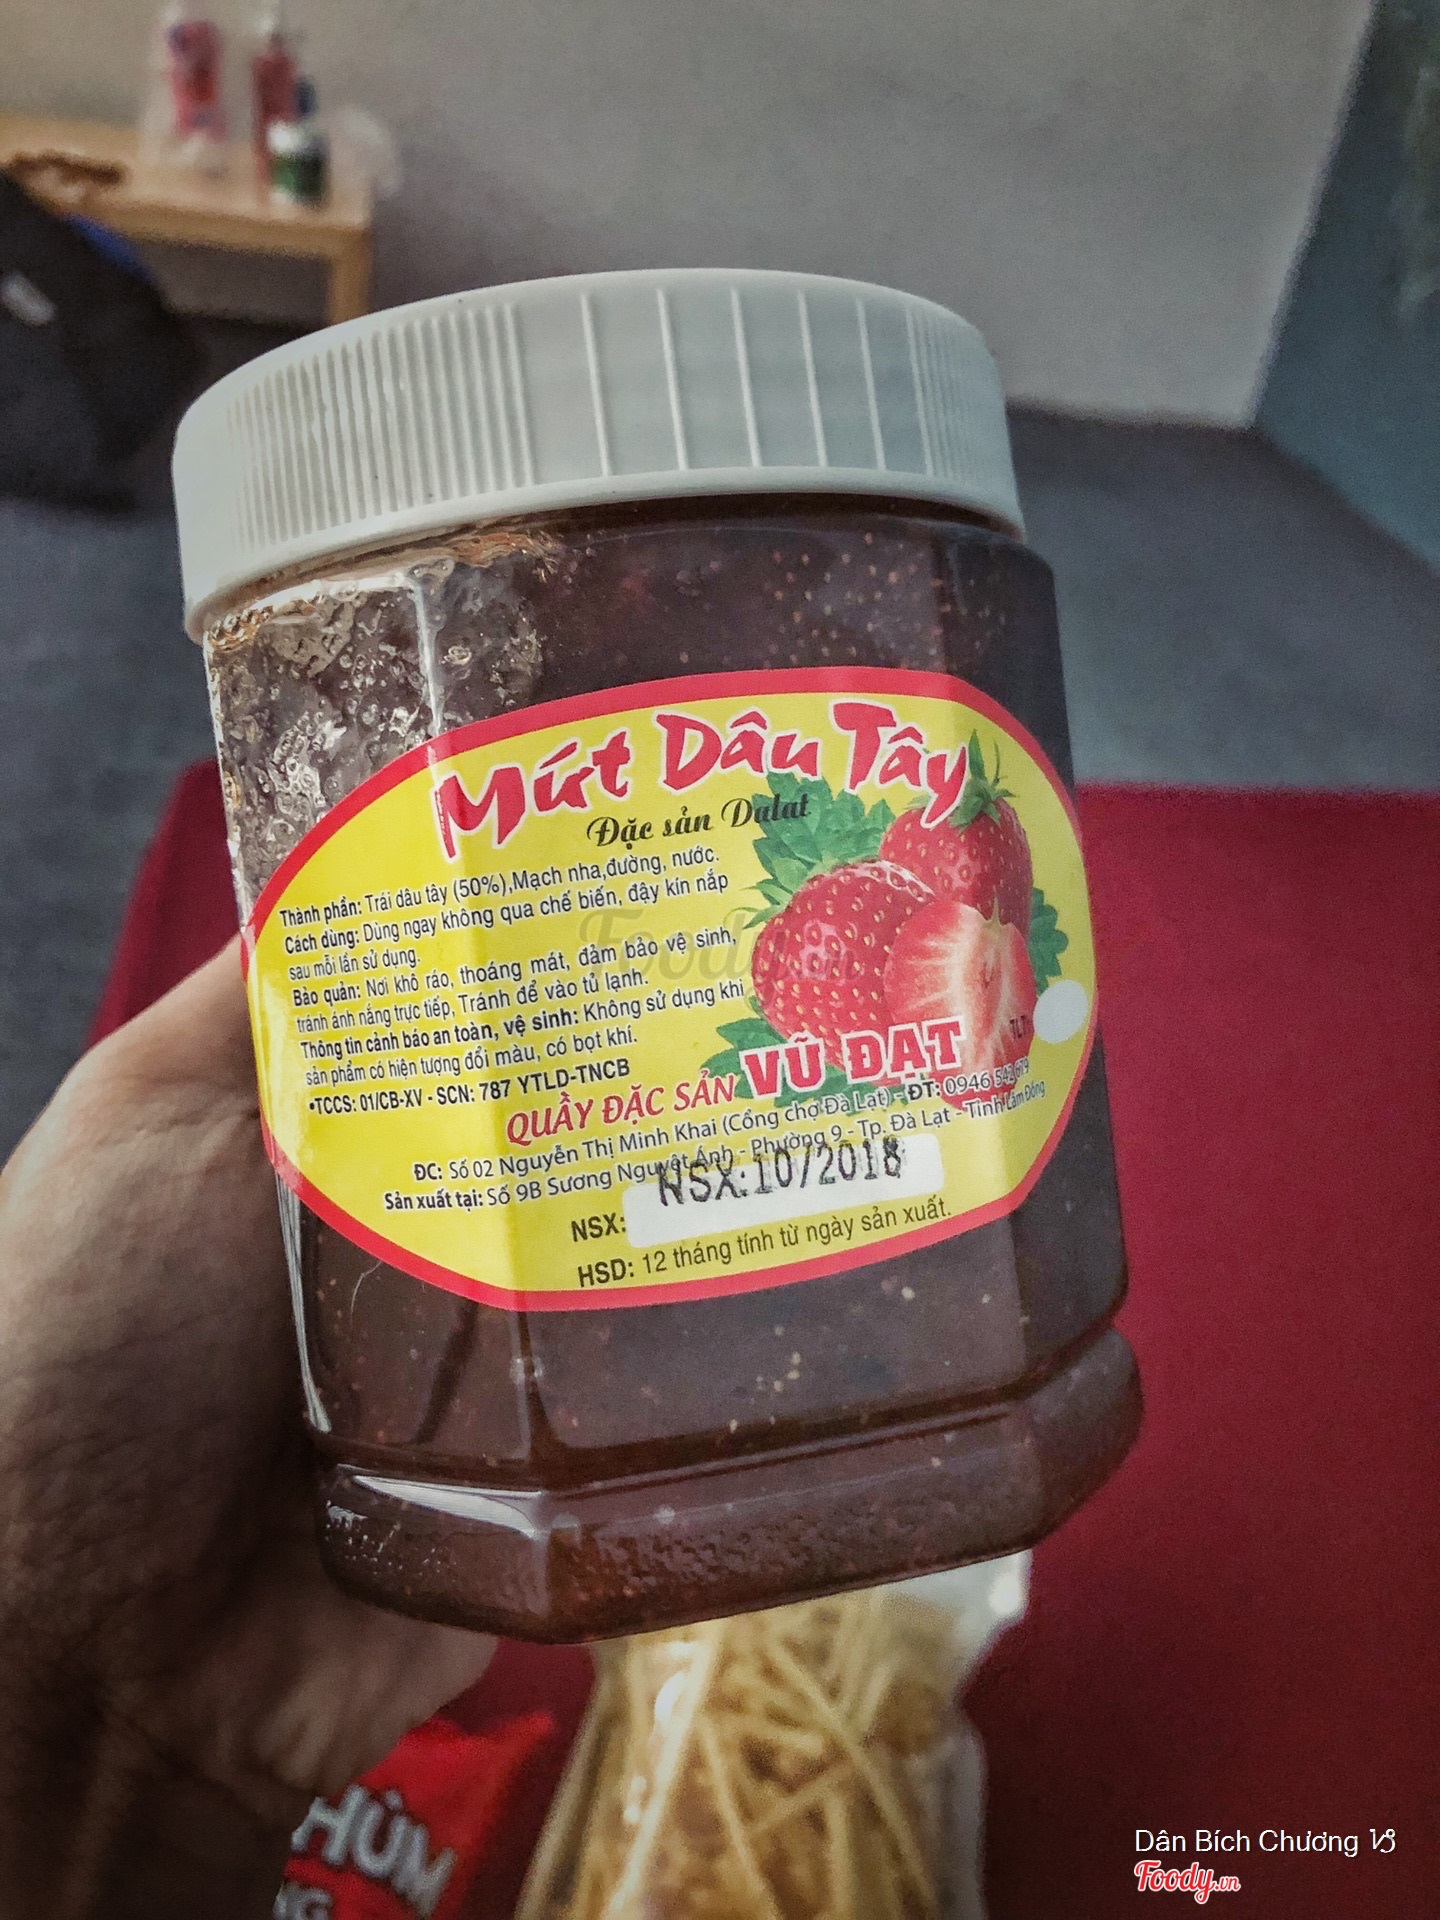 Mứt Dâu Tây
Đặc sản Dalat
Thành phần: Trái dâu tây (50%),Mạch nha,đường, nước.
Cách dùng: Dùng ngay không qua chế biến, đậy kín nắp
sau mỗi lần sử dụng.
Bảo quản: Nơi khô ráo, thoáng mát, đảm bảo vệ sinh,
tránh ánh nắng trực tiếp, Tránh để vào tủ lạnh.
Thông tin cảnh báo an toàn, vệ sinh: Không sử dụng khi
sản phẩm có hiện tượng đổi màu, có bọt khí.
•TCCS: 01/CB-XV - SCN: 787 YTLD-TNCB
QUẦY ĐẶC SẢN VŨ ĐẠT
ĐC: Số 02 Nguyễn Thị Minh Khai (Cổng chợ Đà Lạt) - ĐT: 0946 542 679
Sản xuất tại: Số 9B Sương Nguyệt Ánh - Phường 9 - Tp. Đà Lạt - Tỉnh Lâm Đồng
NSX: NSX:10/2018
HSD: 12 tháng tính từ ngày sản xuất.
Foody.vn
HÙM
NG
Dân Bích Chương
Foody.vn